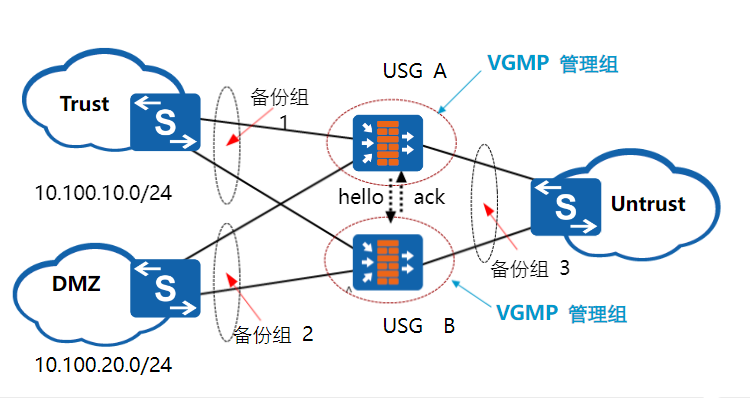 USG A
VGMP 管理组
Trust
备份组
1
10.100.10.0/24
hello
ack
Untrust
DMZ
备份组 3
备份组 2
USG B
VGMP 管理组
10.100.20.0/24
S
S
S